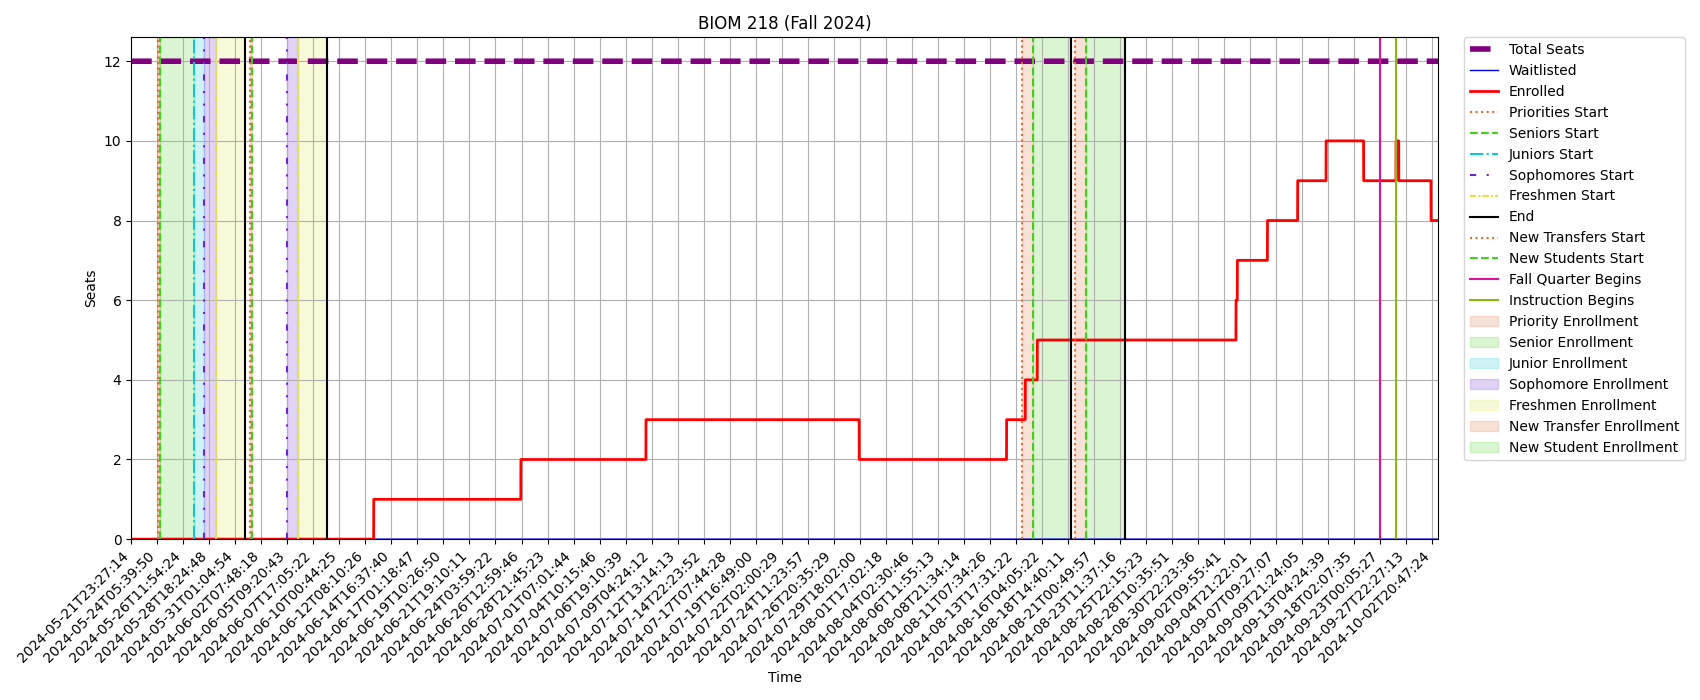 BIOM 218 (Fall 2024)
Seats
12
10
8
6
4
2
0
2024-05-21T23:27:14
2024-05-24T05:39:50
2024-05-26T11:54:24
2024-05-28T18:24:48
2024-05-31T01:04:54
2024-06-02T07:48:18
2024-06-05T09:20:43
2024-06-07T17:05:22
2024-06-10T00:44:25
2024-06-12T08:10:26
2024-06-14T16:37:40
2024-06-17T01:18:47
2024-06-19T10:26:50
2024-06-21T19:10:11
2024-06-24T03:59:22
2024-06-26T12:59:46
2024-06-28T21:45:23
2024-07-01T07:01:44
2024-07-04T10:15:46
2024-07-06T19:10:39
2024-07-09T04:24:12
2024-07-12T13:14:13
2024-07-14T22:23:52
2024-07-17T07:44:28
2024-07-19T16:49:00
2024-07-22T02:00:29
2024-07-24T11:23:57
2024-07-26T20:35:29
2024-07-29T18:02:00
2024-08-01T17:02:18
2024-08-04T02:30:46
2024-08-06T11:55:13
2024-08-08T21:34:14
2024-08-11T07:34:26
2024-08-13T17:31:22
2024-08-16T04:05:22
2024-08-18T14:40:11
2024-08-21T00:49:57
2024-08-23T11:37:16
2024-08-25T22:15:23
2024-08-28T10:35:51
2024-08-30T22:23:36
2024-09-02T09:55:41
2024-09-04T21:22:01
2024-09-07T09:27:07
2024-09-09T21:24:05
2024-09-13T04:24:39
2024-09-18T02:07:35
2024-09-23T00:05:27
2024-09-27T22:27:13
2024-10-02T20:47:24
Time
Total Seats
Waitlisted
Enrolled
Priorities Start
Seniors Start
Juniors Start
Sophomores Start
Freshmen Start
End
New Transfers Start
New Students Start
Fall Quarter Begins
Instruction Begins
Priority Enrollment
Senior Enrollment
Junior Enrollment
Sophomore Enrollment
Freshmen Enrollment
New Transfer Enrollment
New Student Enrollment